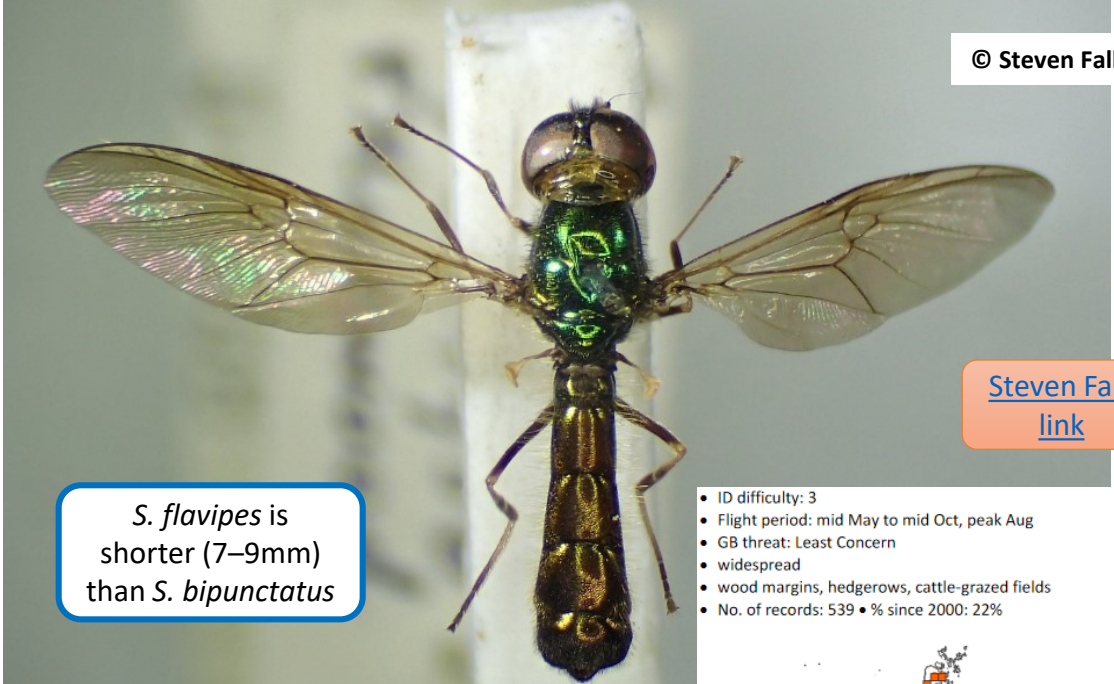 © Steven Fall
Steven Fa
link
S. flavipes is
shorter (7–9mm)
than S. bipunctatus
• ID difficulty: 3
• Flight period: mid May to mid Oct, peak Aug
• GB threat: Least Concern
• widespread
• wood margins, hedgerows, cattle-grazed fields
• No. of records: 539 • % since 2000: 22%